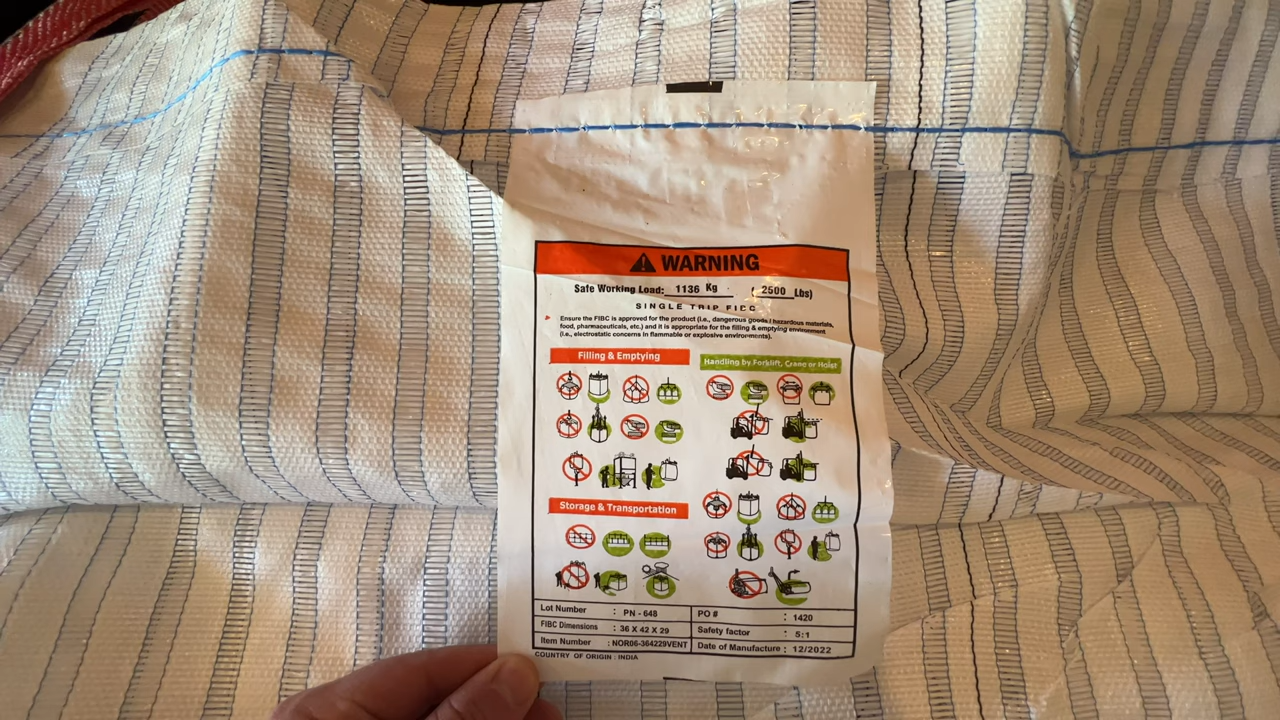 WARNING
Safe Working Load: 1136 Kg ( 2500 Lbs)
SINGLE TRIP FIBC
Ensure the FIBC is approved for the product (i.e., dangerous goods / hazardous materials,
food, pharmaceuticals, etc.) and it is appropriate for the filling & emptying environment
(i.e., electrostatic concerns in flammable or explosive environments).
Filling & Emptying
Handling by Forklift, Crane or Hoist
Storage & Transportation
Lot Number : PN - 648
FIBC Dimensions : 36 X 42 X 29
Item Number : NOR06-364229VENT
PO # : 1420
Safety factor : 5:1
Date of Manufacture : 12/2022
COUNTRY OF ORIGIN : INDIA